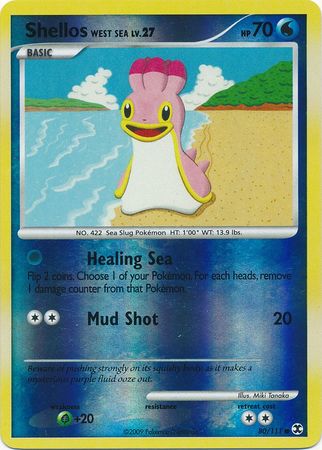 Shellos WEST SEA LV.27 HP 70
BASIC
NO. 422 Sea Slug Pokémon HT: 1'00" WT: 13.9 lbs.
Healing Sea
Flip 2 coins. Choose 1 of your Pokémon. For each heads, remove
1 damage counter from that Pokémon.
Mud Shot 20
Beware of pushing strongly on its squishy body, as it makes a
mysterious purple fluid ooze out.
Illus. Miki Tanaka
weakness resistance retreat cost
+20
©2009 Pokémon
80/111